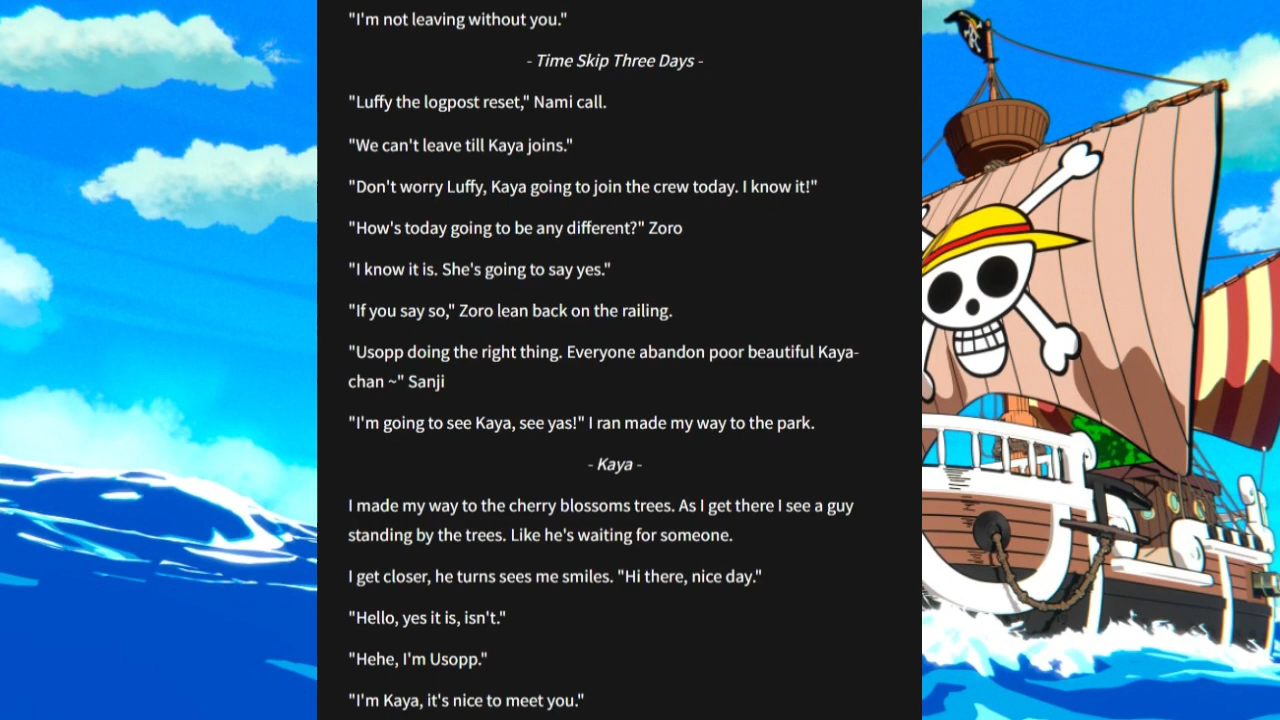 "I'm not leaving without you."
- Time Skip Three Days -
"Luffy the logpost reset," Nami call.
"We can't leave till Kaya joins."
"Don't worry Luffy, Kaya going to join the crew today. I know it!"
"How's today going to be any different?" Zoro
"I know it is. She's going to say yes."
"If you say so," Zoro lean back on the railing.
"Usopp doing the right thing. Everyone abandon poor beautiful Kaya-
chan ~" Sanji
"I'm going to see Kaya, see yas!" I ran made my way to the park.
- Kaya -
I made my way to the cherry blossoms trees. As I get there I see a guy
standing by the trees. Like he's waiting for someone.
I get closer, he turns sees me smiles. "Hi there, nice day."
"Hello, yes it is, isn't."
"Hehe, I'm Usopp."
"I'm Kaya, it's nice to meet you."